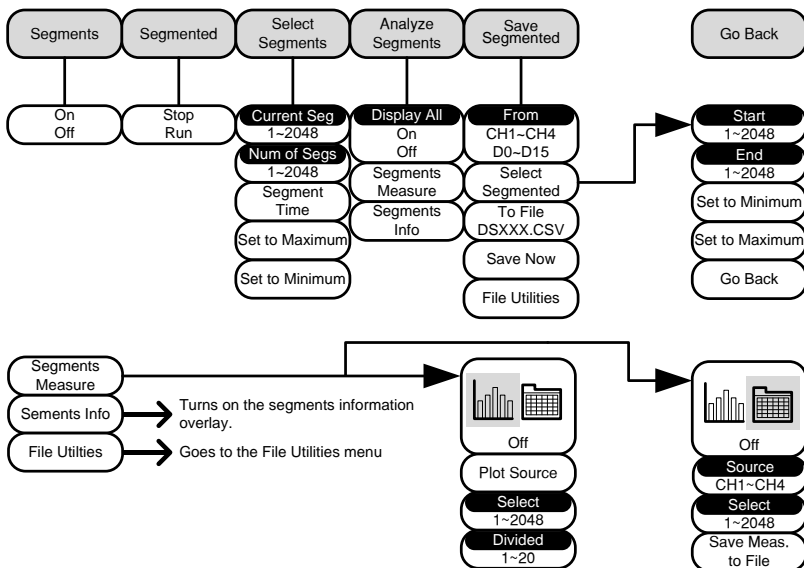 Segments
Segmented
Select
Segments
Analyze
Segments
Save
Segmented
Go Back
On
Off
Stop
Run
Current Seg
1~2048
Num of Segs
1~2048
Segment
Time
Set to Maximum
Set to Minimum
Display All
On
Off
Segments
Measure
Segments
Info
From
CH1~CH4
D0~D15
Select
Segmented
To File
DSXXX.CSV
Save Now
File Utilities
Start
1~2048
End
1~2048
Set to Minimum
Set to Maximum
Go Back
Segments
Measure
Sements Info
Turns on the segments information
overlay.
File Utilties
Goes to the File Utilities menu
Off
Plot Source
Select
1~2048
Divided
1~20
Off
Source
CH1~CH4
Select
1~2048
Save Meas.
to File